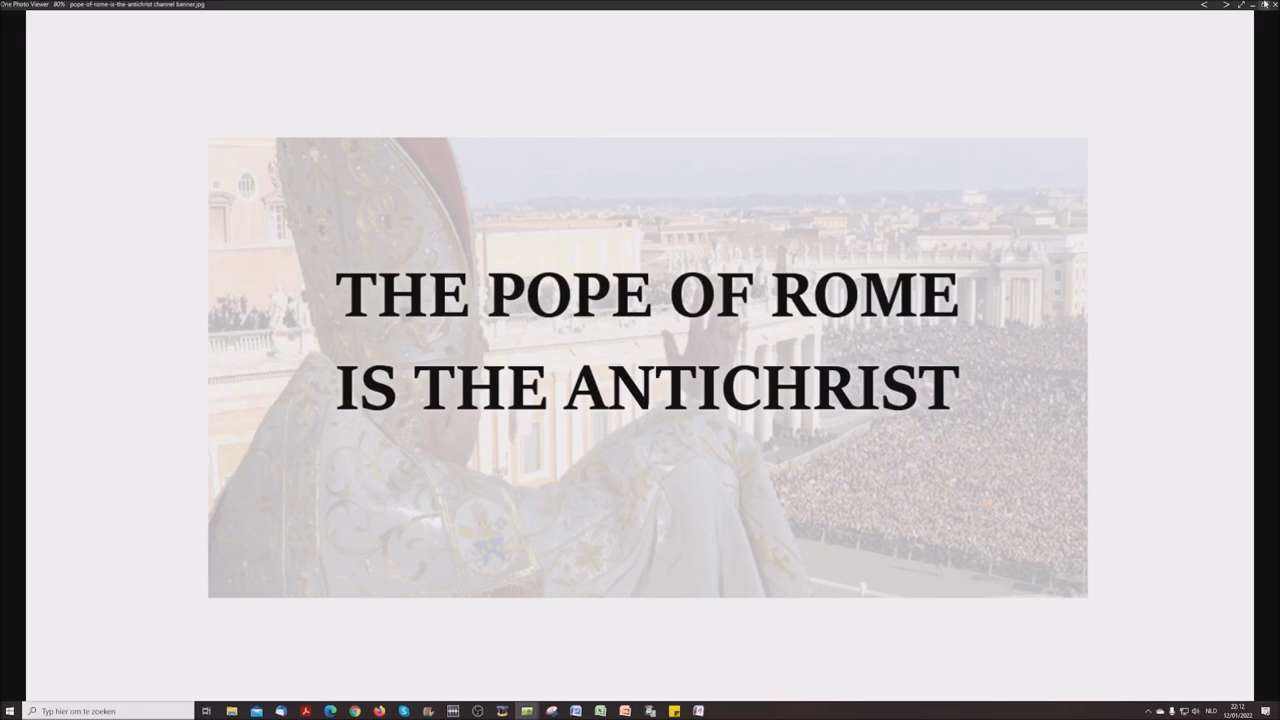 One Photo Viewer 80% pope-of-rome-is-the-antichrist channel banner.jpg
THE POPE OF ROME
IS THE ANTICHRIST
Typ hier om te zoeken
NLD
22:12
12/01/2022